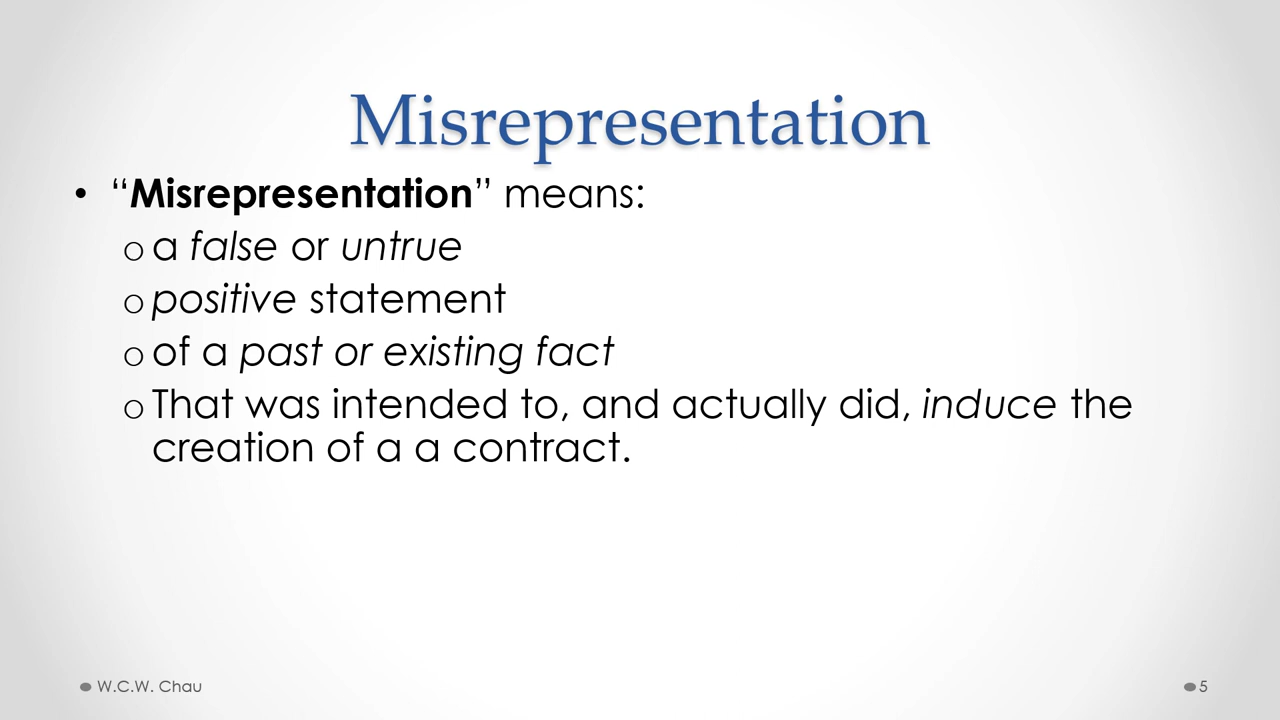 Misrepresentation
• “Misrepresentation” means:
o a false or untrue
o positive statement
o of a past or existing fact
o That was intended to, and actually did, induce the
creation of a a contract.
W.C.W. Chau
5